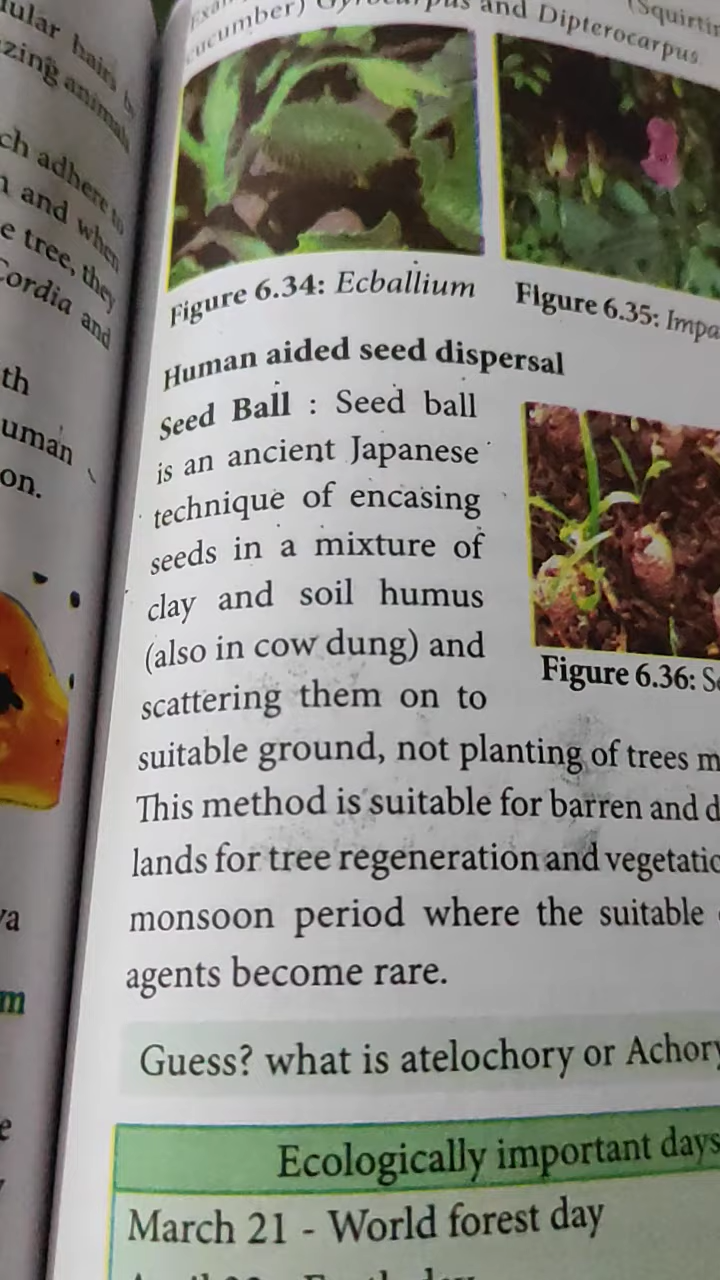 ular hairs
zing animals
ch adhere to
and when
e tree, they
Cordia and
th
uman
on.
va
m
e
cucumber) Gyrocarpus and Dipterocarpus.
(Squirtin
Figure 6.34: Ecballium
Figure 6.35: Impa
Human aided seed dispersal
Seed Ball : Seed ball
is an ancient Japanese
technique of encasing
seeds in a mixture of
clay and soil humus
(also in cow dung) and
scattering them on to
suitable ground, not planting of trees m
This method is suitable for barren and d
lands for tree regeneration and vegetatio
monsoon period where the suitable
agents become rare.
Figure 6.36: Se
Guess? what is atelochory or Achory
Ecologically important days
March 21 - World forest day